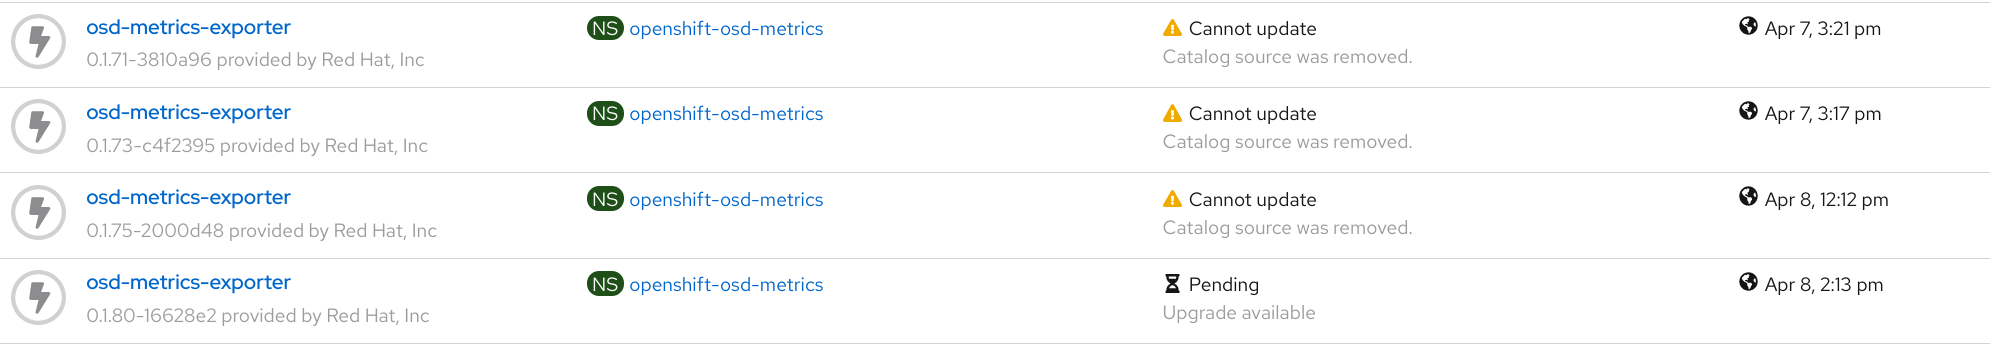 osd-metrics-exporter NS openshift-osd-metrics Cannot update Apr 7, 3:21 pm
0.1.71-3810a96 provided by Red Hat, Inc Catalog source was removed.
osd-metrics-exporter NS openshift-osd-metrics Cannot update Apr 7, 3:17 pm
0.1.73-c4f2395 provided by Red Hat, Inc Catalog source was removed.
osd-metrics-exporter NS openshift-osd-metrics Cannot update Apr 8, 12:12 pm
0.1.75-2000d48 provided by Red Hat, Inc Catalog source was removed.
osd-metrics-exporter NS openshift-osd-metrics Pending Apr 8, 2:13 pm
0.1.80-16628e2 provided by Red Hat, Inc Upgrade available